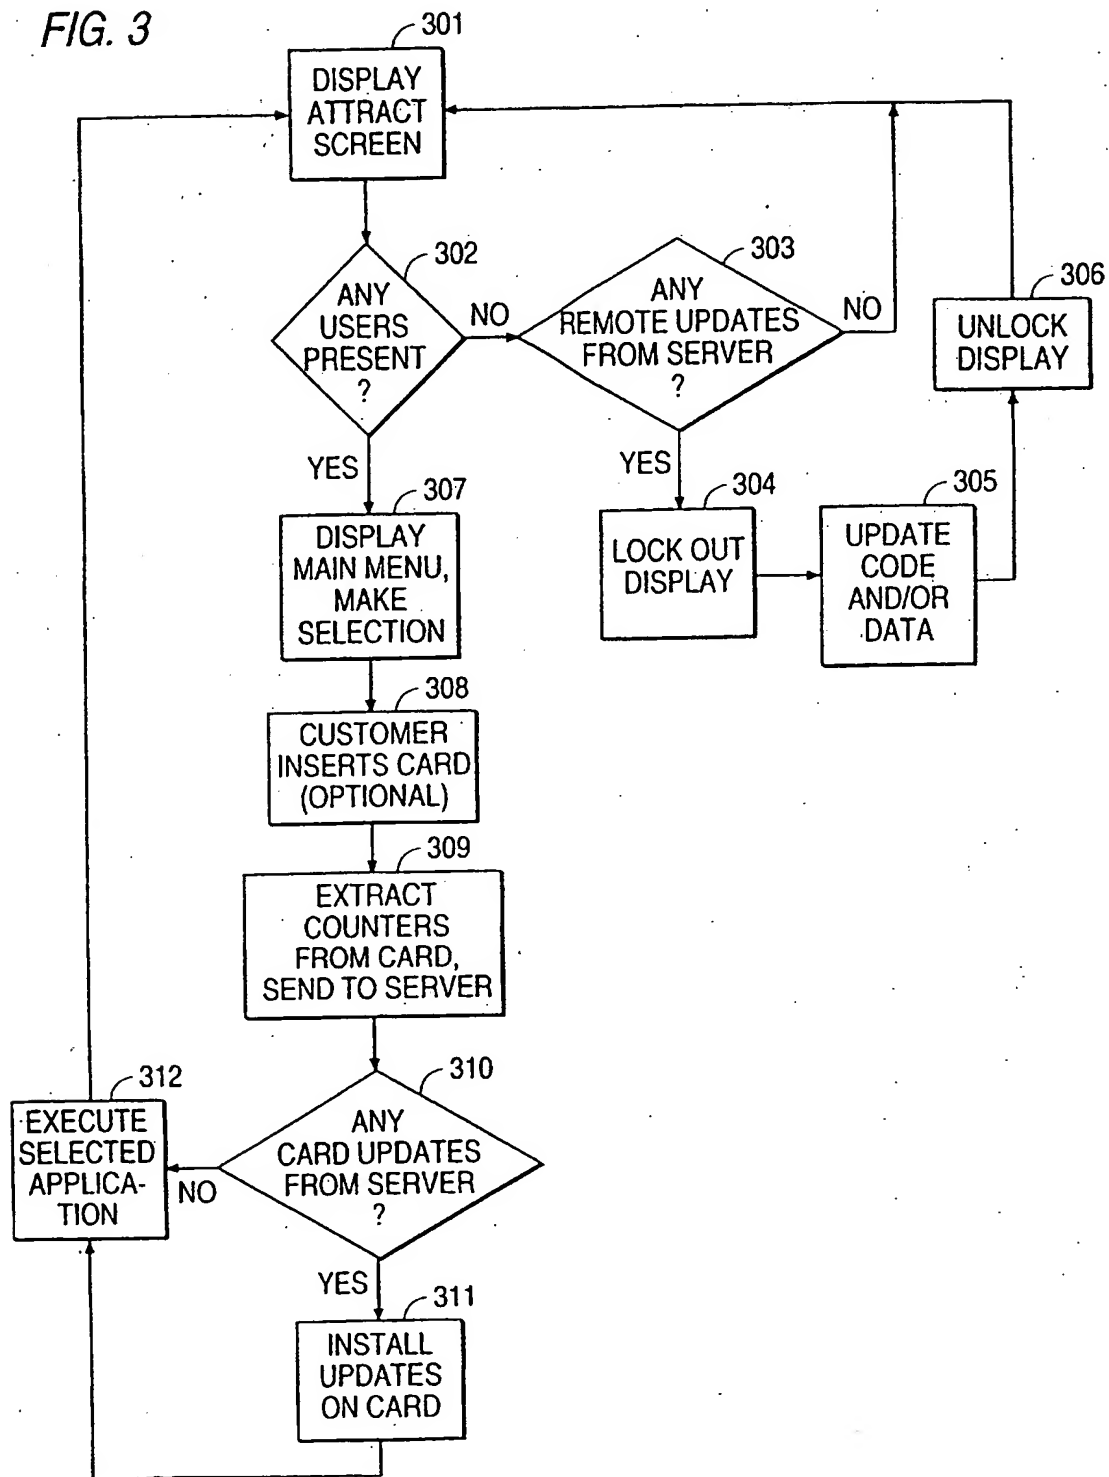 FIG. 3
301
DISPLAY
ATTRACT
SCREEN
302
ANY
USERS
PRESENT
?
NO
303
ANY
REMOTE UPDATES
FROM SERVER
?
NO
306
UNLOCK
DISPLAY
YES
307
DISPLAY
MAIN MENU,
MAKE
SELECTION
YES
304
LOCK OUT
DISPLAY
305
UPDATE
CODE
AND/OR
DATA
308
CUSTOMER
INSERTS CARD
(OPTIONAL)
309
EXTRACT
COUNTERS
FROM CARD,
SEND TO SERVER
310
ANY
CARD UPDATES
FROM SERVER
?
NO
312
EXECUTE
SELECTED
APPLICA-
TION
YES
311
INSTALL
UPDATES
ON CARD